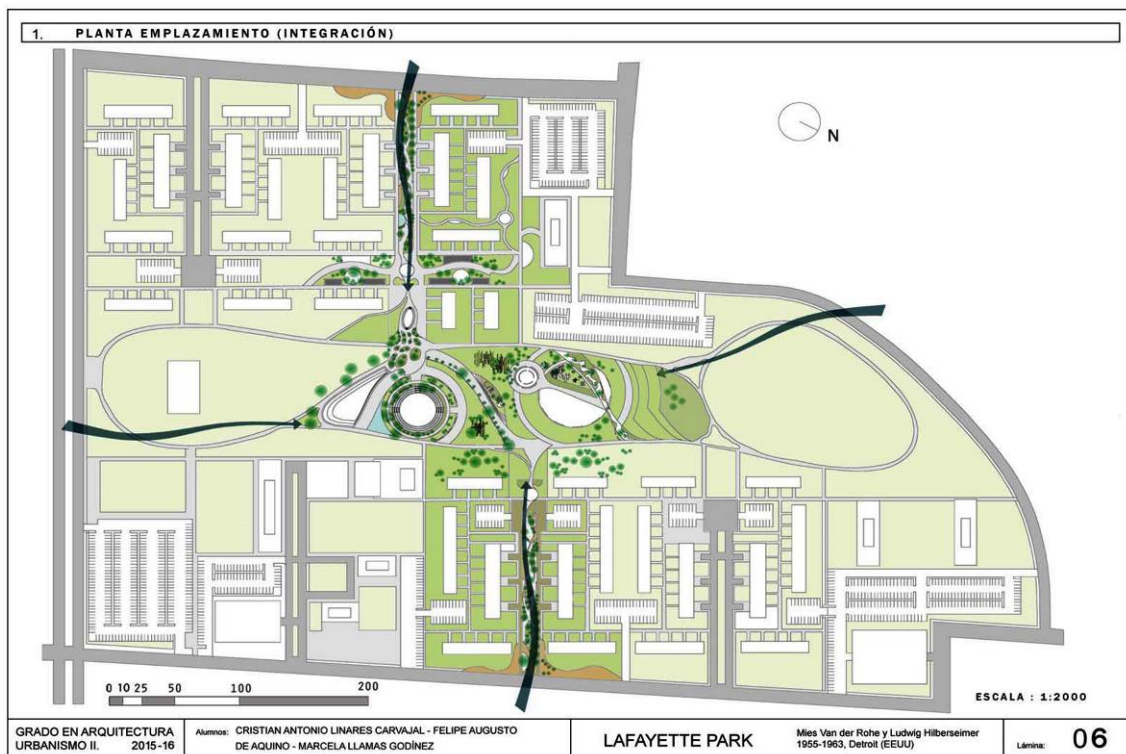 1. PLANTA EMPLAZAMIENTO (INTEGRACIÓN)
N
0 10 25 50 100 200
ESCALA : 1:2000
GRADO EN ARQUITECTURA
URBANISMO II. 2015-16
Alumnos: CRISTIAN ANTONIO LINARES CARVAJAL - FELIPE AUGUSTO
DE AQUINO - MARCELA LLAMAS GODÍNEZ
LAFAYETTE PARK
Mies Van der Rohe y Ludwig Hilberseimer
1955-1963, Detroit (EEUU)
Lámina: 06